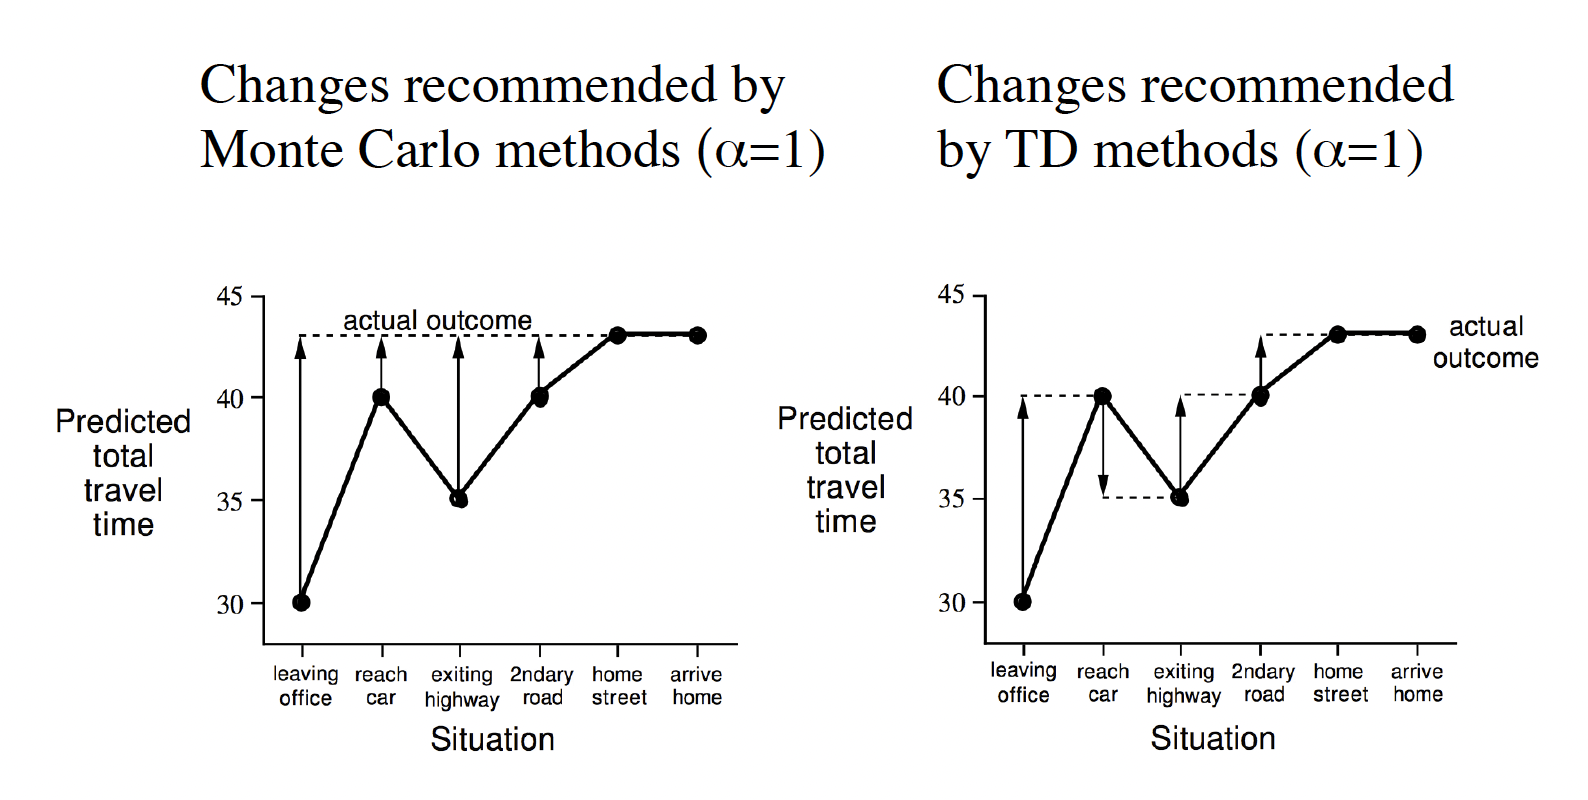 Changes recommended by
Monte Carlo methods (α=1)
Changes recommended
by TD methods (α=1)
45
actual outcome
40
Predicted
total
travel
time
35
30
leaving
office
reach
car
exiting
highway
2ndary
road
home
street
arrive
home
Situation
45
actual
outcome
40
Predicted
total
travel
time
35
30
leaving
office
reach
car
exiting
highway
2ndary
road
home
street
arrive
home
Situation